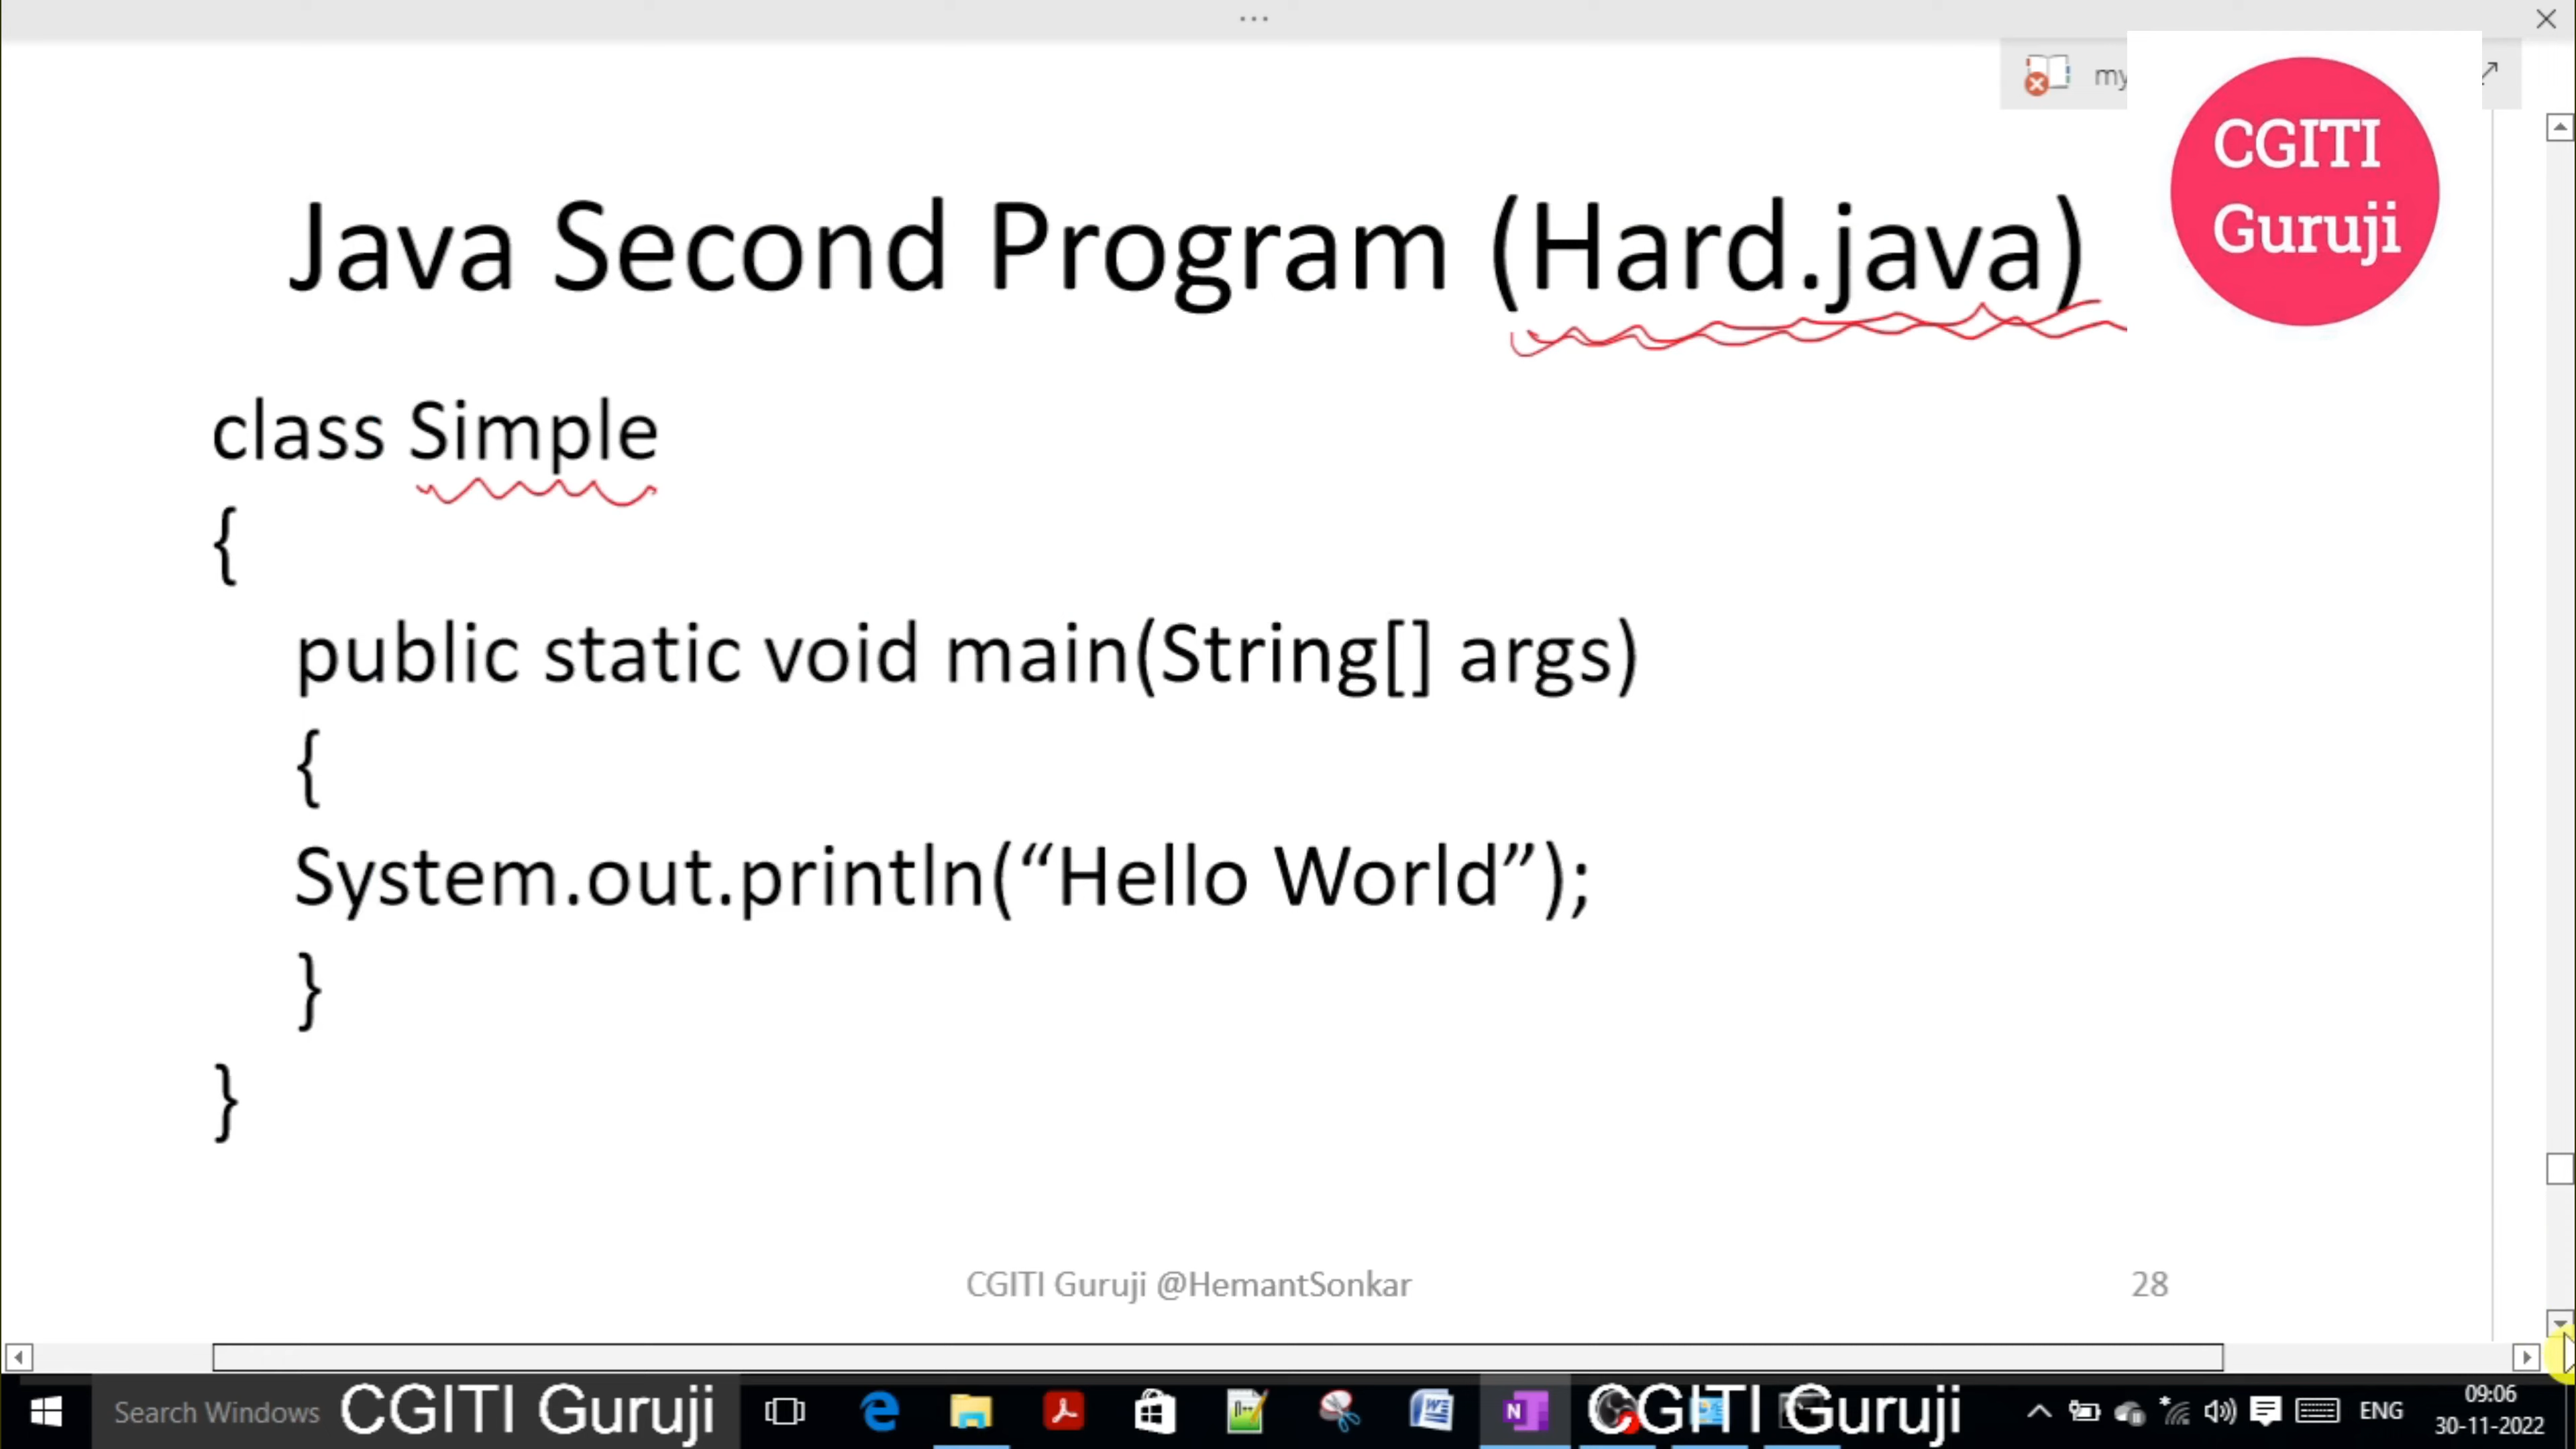 my
CGITI
Guruji
Java Second Program (Hard.java)
class Simple
{
public static void main(String[] args)
{
System.out.println(“Hello World”);
}
}
CGITI Guruji @HemantSonkar
28
Search Windows
CGITI Guruji
CGITI Guruji
ENG
09:06
30-11-2022